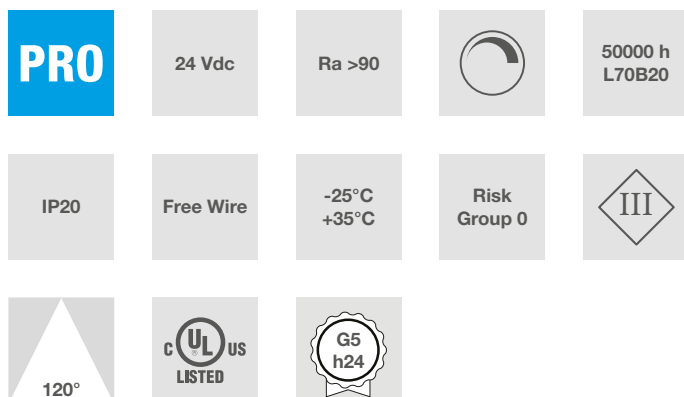 PRO
24 Vdc
Ra >90
50000 h
L70B20
IP20
Free Wire
-25°C
+35°C
Risk
Group 0
III
120°
C UL US
®
LISTED
G5
h24